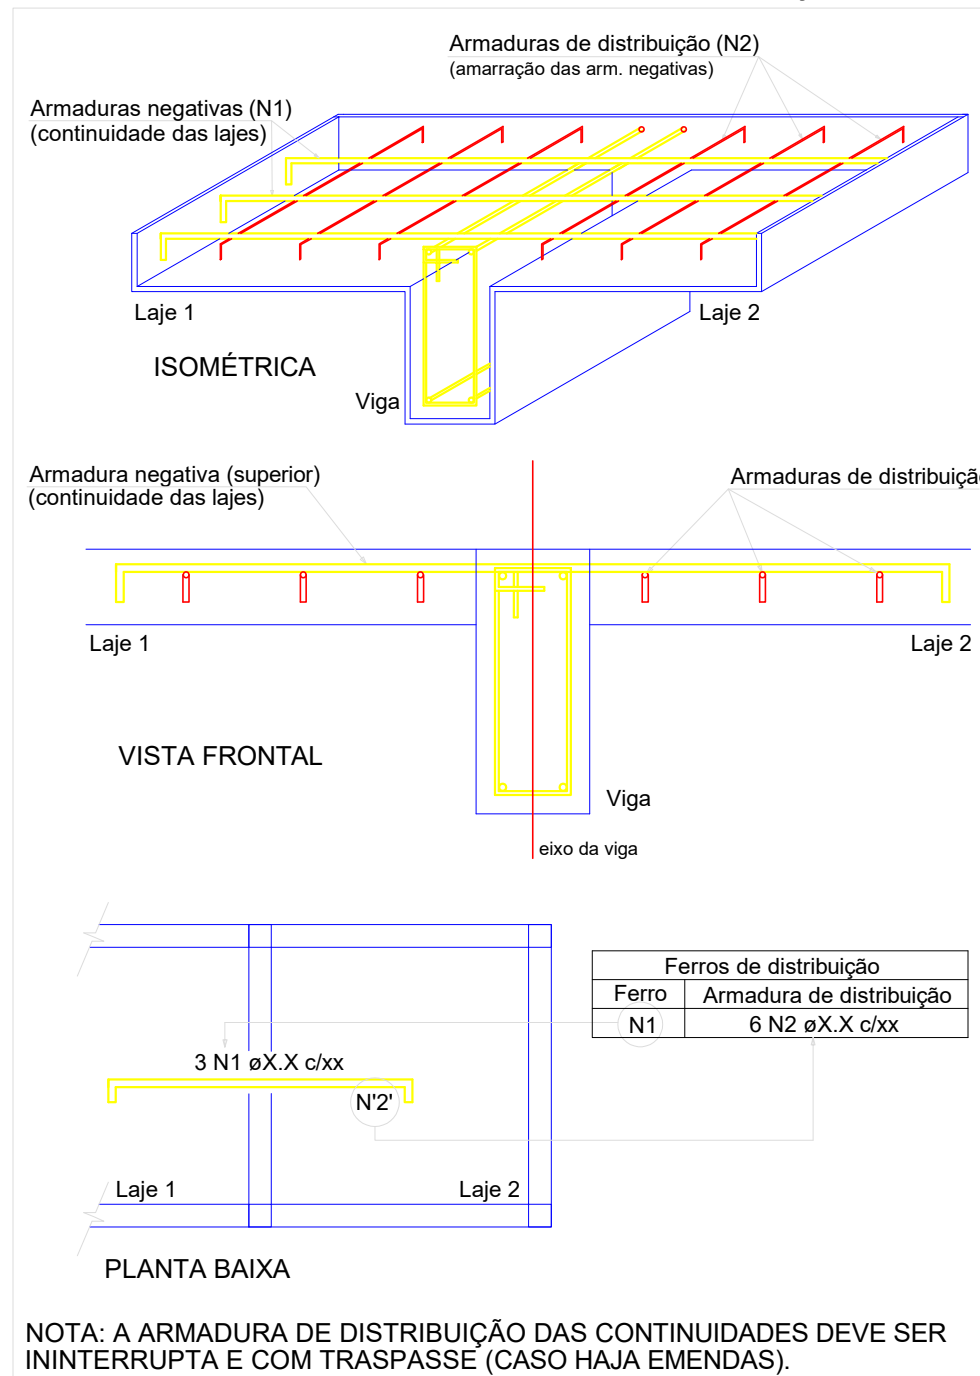 Armaduras de distribuição (N2)
(amarração das arm. negativas)
Armaduras negativas (N1)
(continuidade das lajes)
Laje 1
Laje 2
ISOMÉTRICA
Viga
Armadura negativa (superior)
(continuidade das lajes)
Armaduras de distribuição
Laje 1
Laje 2
VISTA FRONTAL
Viga
eixo da viga
Ferros de distribuição
Ferro Armadura de distribuição
N1 6 N2 øX.X c/xx
3 N1 øX.X c/xx
N'2'
Laje 1
Laje 2
PLANTA BAIXA
NOTA: A ARMADURA DE DISTRIBUIÇÃO DAS CONTINUIDADES DEVE SER
ININTERRUPTA E COM TRASPASSE (CASO HAJA EMENDAS).